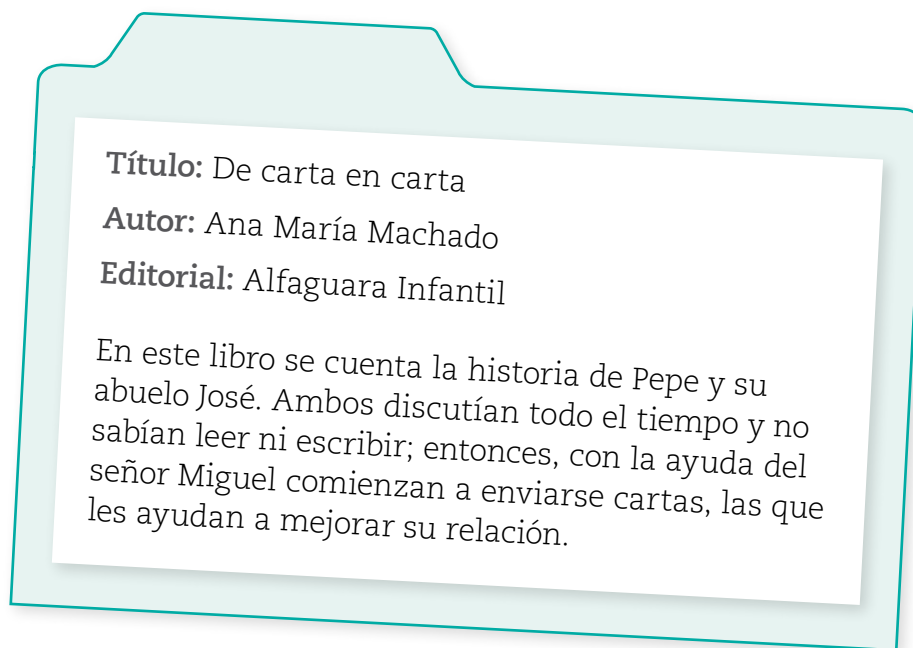 Título: De carta en carta
Autor: Ana María Machado
Editorial: Alfaguara Infantil
En este libro se cuenta la historia de Pepe y su
abuelo José. Ambos discutían todo el tiempo y no
sabían leer ni escribir; entonces, con la ayuda del
señor Miguel comienzan a enviarse cartas, las que
les ayudan a mejorar su relación.